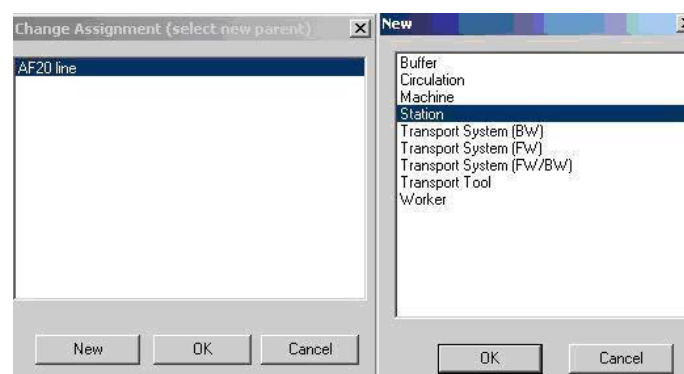 Change Assignment (select new parent)
AF20 line
New
OK
Cancel
New
Buffer
Circulation
Machine
Station
Transport System (BW)
Transport System (FW)
Transport System (FW/BW)
Transport Tool
Worker
OK
Cancel